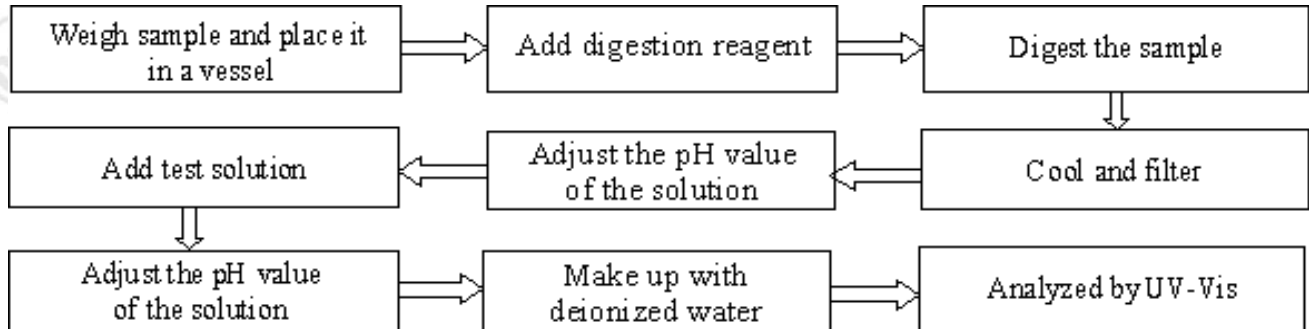 Weigh sample and place it
in a vessel
Add digestion reagent
Digest the sample
Cool and filter
Adjust the pH value
of the solution
Add test solution
Adjust the pH value
of the solution
Make up with
deionized water
Analyzed by UV-Vis